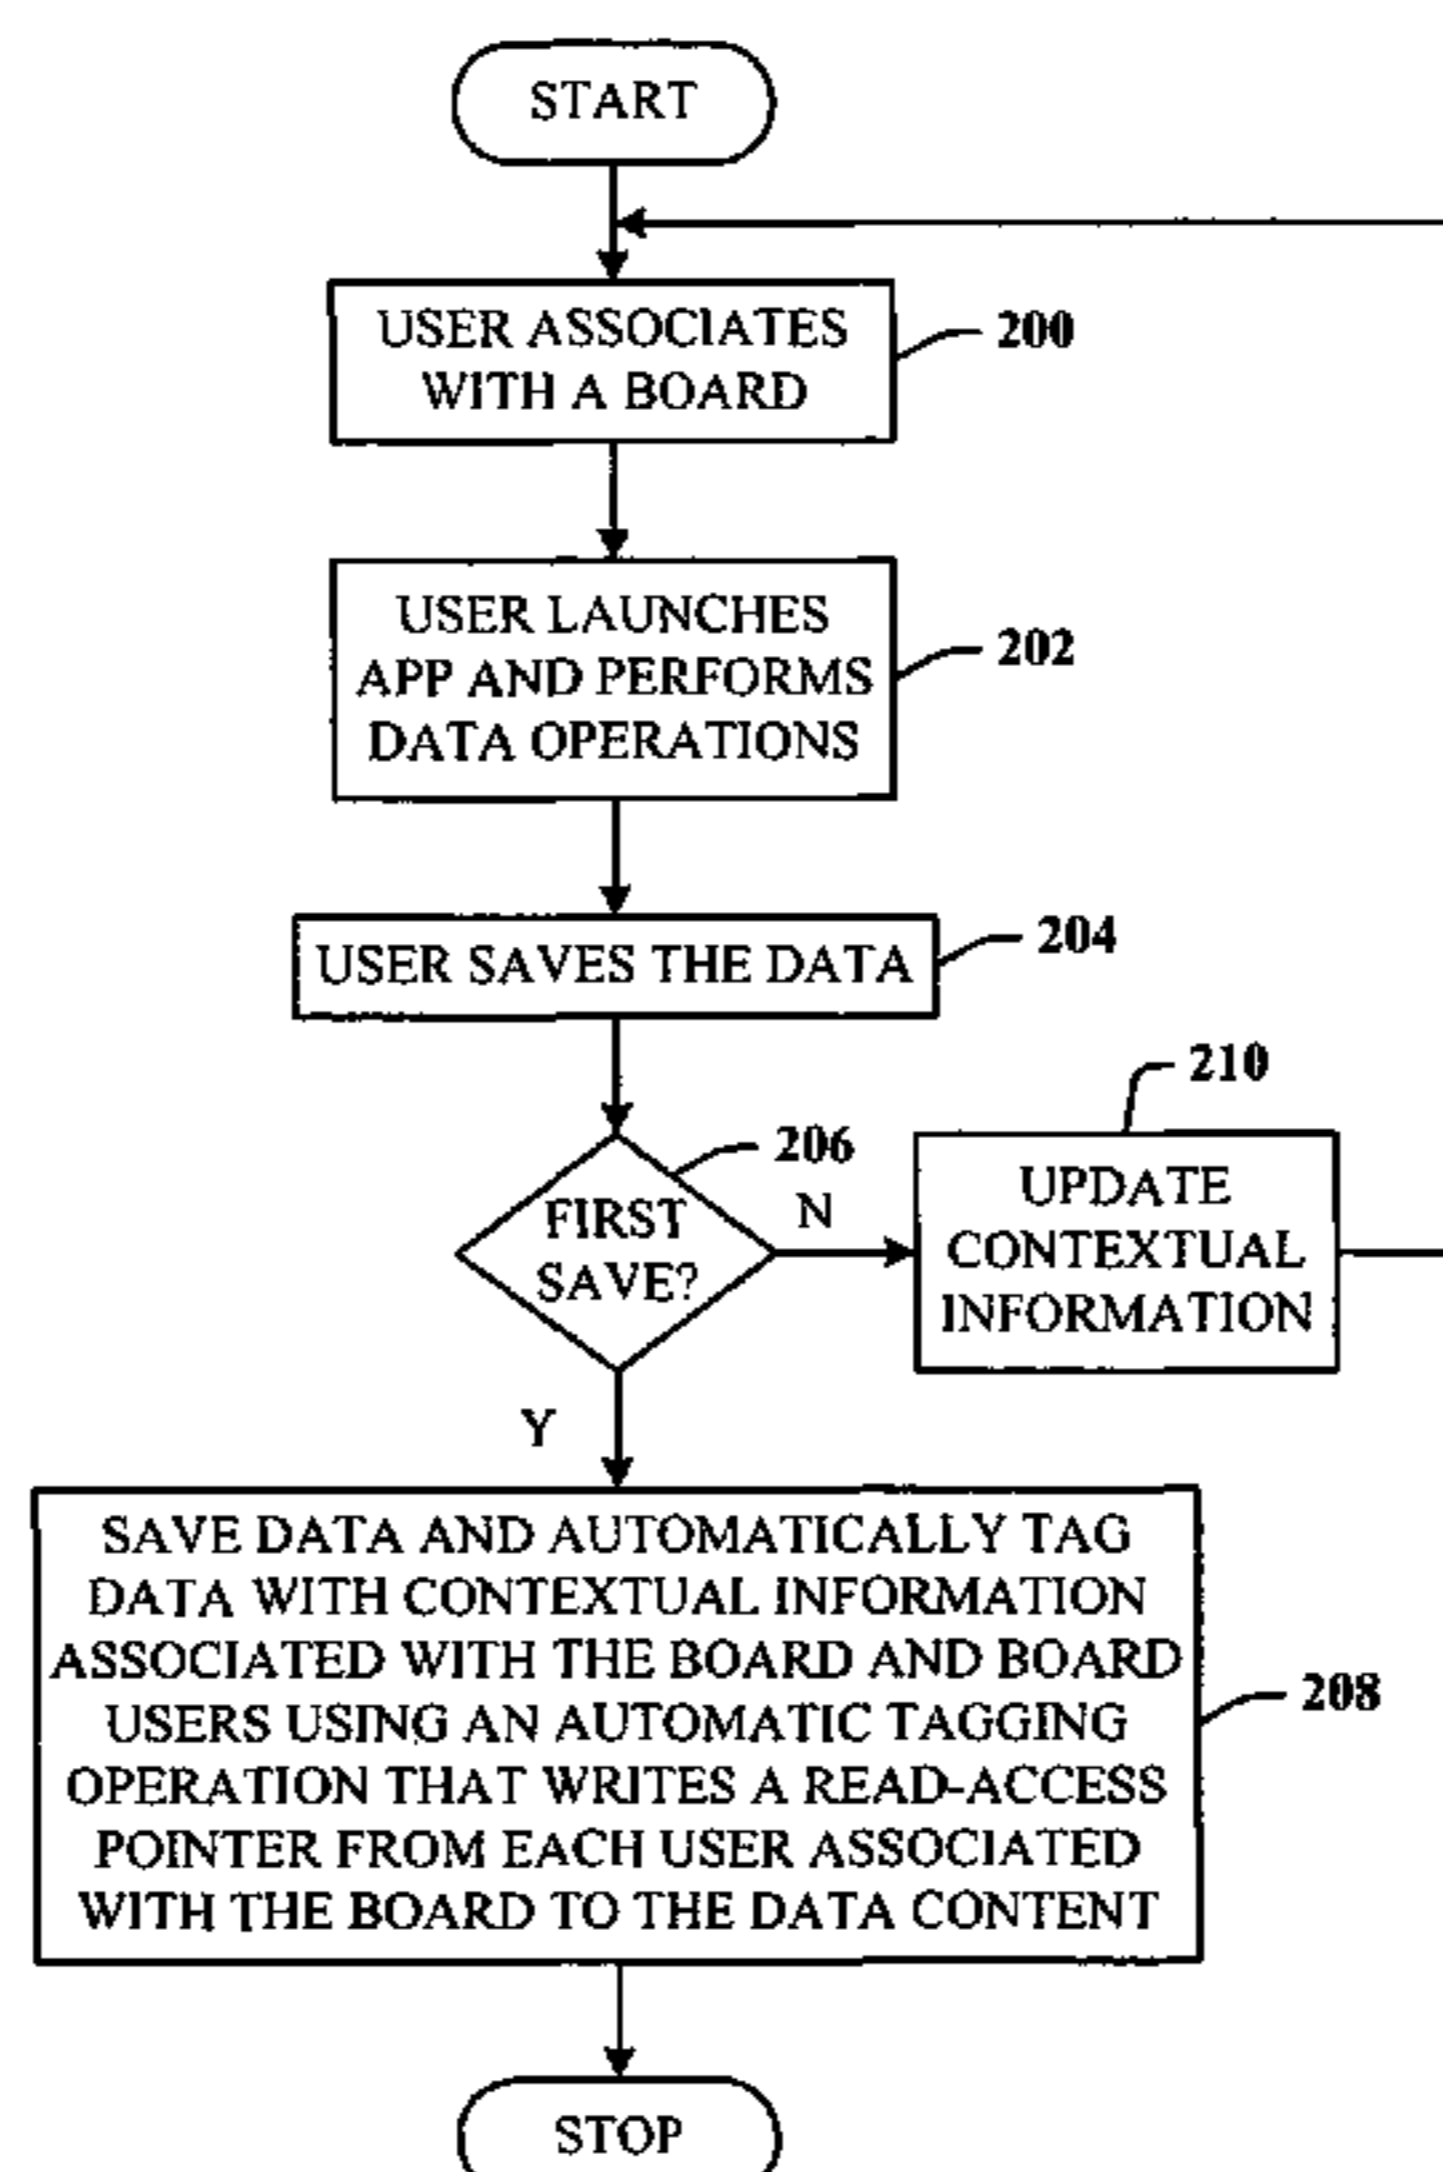 START
USER ASSOCIATES
WITH A BOARD
200
USER LAUNCHES
APP AND PERFORMS
DATA OPERATIONS
202
USER SAVES THE DATA
204
FIRST
SAVE?
206
N
UPDATE
CONTEXTUAL
INFORMATION
210
Y
SAVE DATA AND AUTOMATICALLY TAG
DATA WITH CONTEXTUAL INFORMATION
ASSOCIATED WITH THE BOARD AND BOARD
USERS USING AN AUTOMATIC TAGGING
OPERATION THAT WRITES A READ-ACCESS
POINTER FROM EACH USER ASSOCIATED
WITH THE BOARD TO THE DATA CONTENT
208
STOP